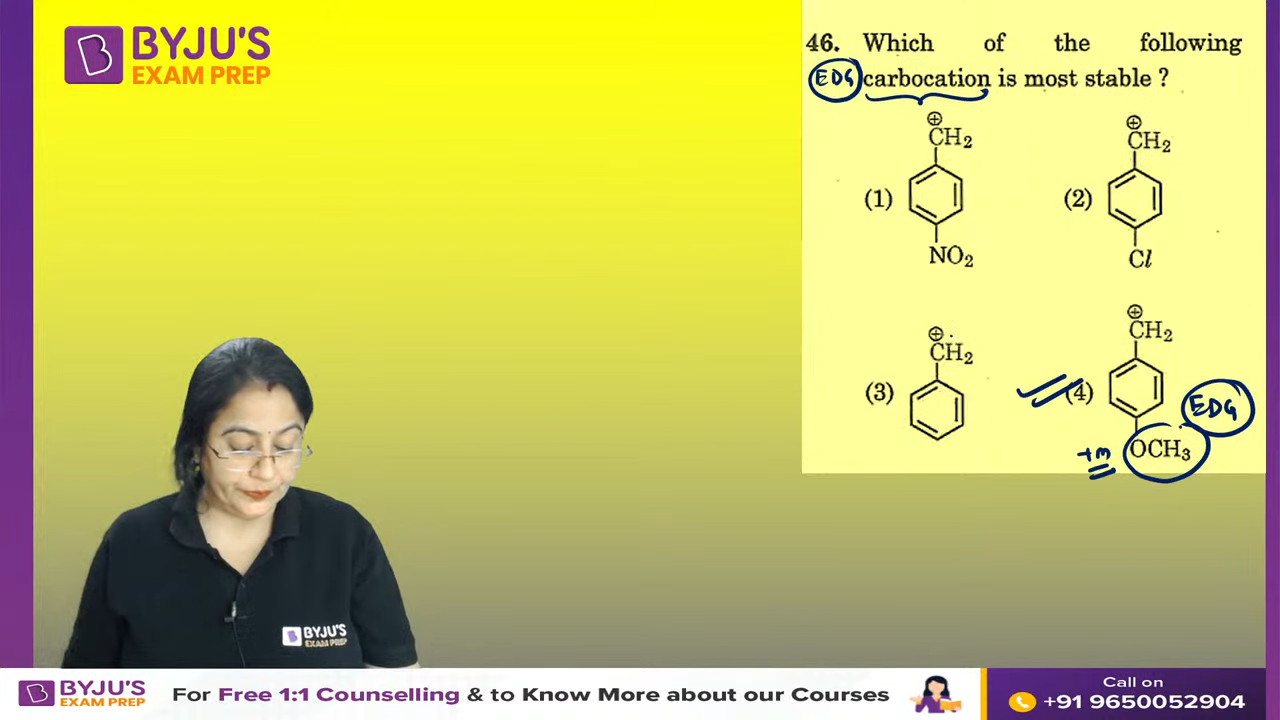 BYJU'S
EXAM PREP
46. Which of the following
EDG carbocation is most stable ?
⊕
CH₂
(1)
NO₂
⊕
CH₂
(2)
Cl
⊕
CH₂
(3)
⊕
CH₂
(4)
EDG
+m
OCH₃
BYJU'S
EXAM PREP
BYJU'S
EXAM PREP
For Free 1:1 Counselling & to Know More about our Courses
Call on
+91 9650052904